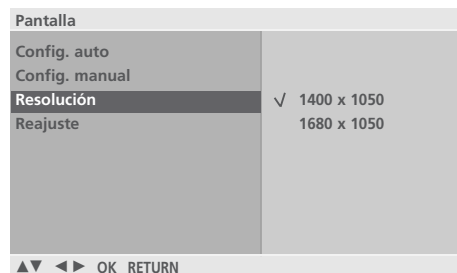 Pantalla
Config. auto
Config. manual
Resolución
√ 1400 x 1050
Reajuste
1680 x 1050
▲▼ ◀▶ OK RETURN